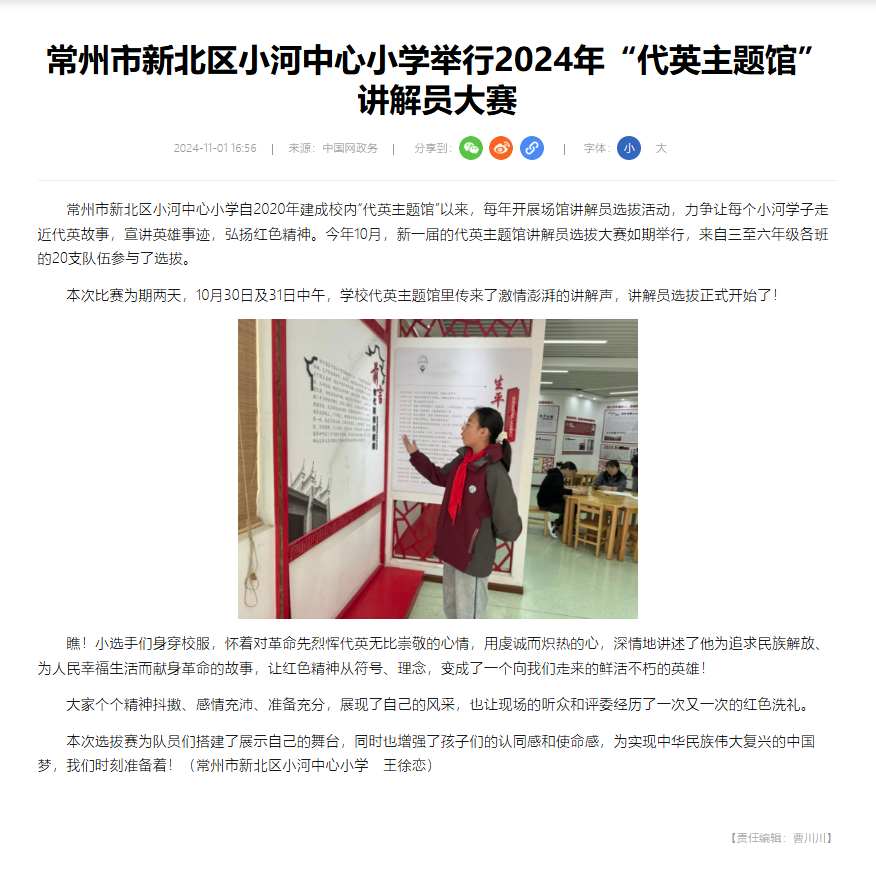 常州市新北区小河中心小学举行2024年“代英主题馆”
讲解员大赛
2024-11-01 16:56 | 来源：中国网政务 | 分享到： | 字体： 小 大
常州市新北区小河中心小学自2020年建成校内“代英主题馆”以来，每年开展场馆讲解员选拔活动，力争让每个小河学子走
近代英故事，宣讲英雄事迹，弘扬红色精神。今年10月，新一届的代英主题馆讲解员选拔大赛如期举行，来自三至六年级各班
的20支队伍参与了选拔。
本次比赛为期两天，10月30日及31日中午，学校代英主题馆里传来了激情澎湃的讲解声，讲解员选拔正式开始了！
前言
生平
瞧！小选手们身穿校服，怀着对革命先烈恽代英无比崇敬的心情，用虔诚而炽热的心，深情地讲述了他为追求民族解放、
为人民幸福生活而献身革命的故事，让红色精神从符号、理念，变成了一个向我们走来的鲜活不朽的英雄！
大家个个精神抖擞、感情充沛、准备充分，展现了自己的风采，也让现场的听众和评委经历了一次又一次的红色洗礼。
本次选拔赛为队员们搭建了展示自己的舞台，同时也增强了孩子们的认同感和使命感，为实现中华民族伟大复兴的中国
梦，我们时刻准备着！（常州市新北区小河中心小学　王徐恋）
【责任编辑：曹川川】